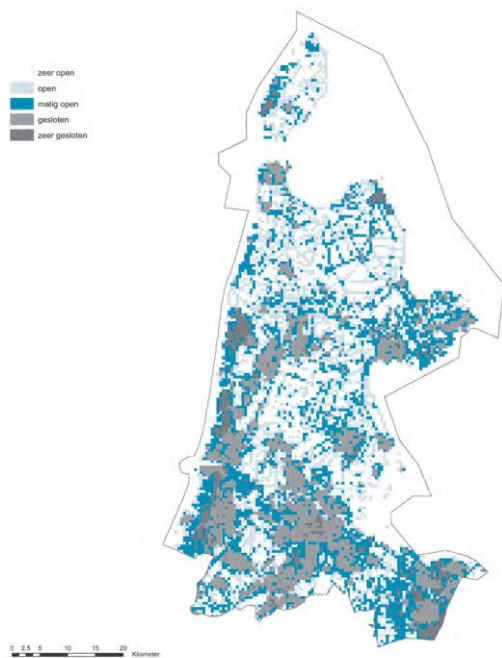 zeer open
open
matig open
gesloten
zeer gesloten
0 2.5 5 10 15 20
Kilometer